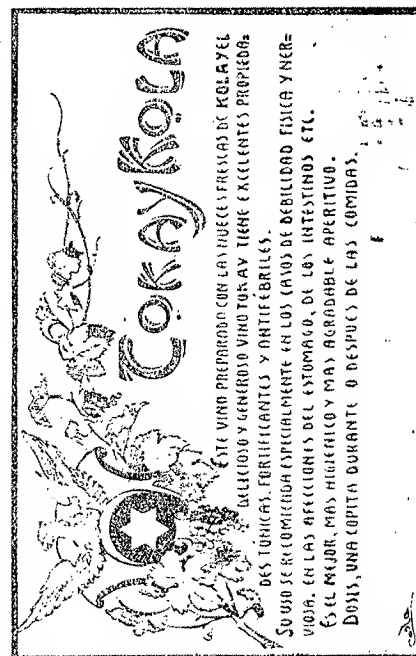 TOKAY KOLA
ESTE VINO PREPARADO CON LAS NUECES FRESCAS DE KOLA Y EL
DELICIOSO Y GENEROSO VINO TOKAY TIENE EXCELENTES PROPIEDA=
DES TUNICAS, FORTIFICANTES Y ANTIFEBRILES.
SU USO SE RECOMIENDA ESPECIALMENTE EN LOS CASOS DE DEBILIDAD FISICA Y NER=
VIOSA, EN LAS AFECCIONES DEL ESTOMAGO, DE LOS INTESTINOS ETC.
ES EL MEJOR, MAS HIGIENICO Y MAS AGRADABLE APERITIVO.
DOSIS, UNA COPITA DURANTE O DESPUES DE LAS COMIDAS.